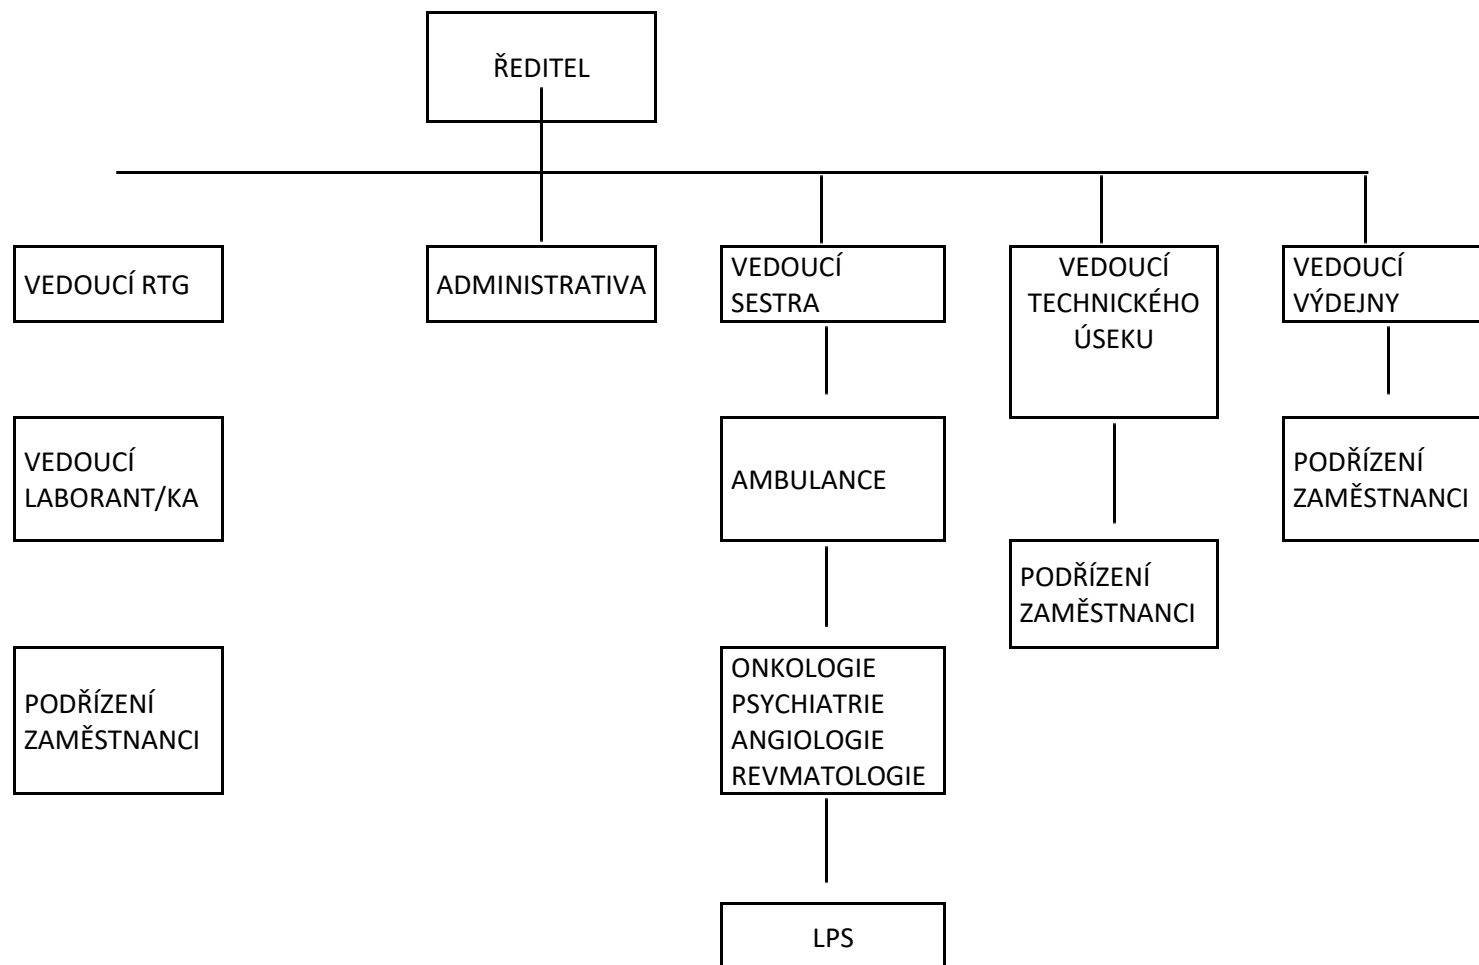 ŘEDITEL
VEDOUCÍ RTG
ADMINISTRATIVA
VEDOUCÍ
SESTRA
VEDOUCÍ
TECHNICKÉHO
ÚSEKU
VEDOUCÍ
VÝDEJNY
VEDOUCÍ
LABORANT/KA
AMBULANCE
PODŘÍZENÍ
ZAMĚSTNANCI
PODŘÍZENÍ
ZAMĚSTNANCI
PODŘÍZENÍ
ZAMĚSTNANCI
ONKOLOGIE
PSYCHIATRIE
ANGIOLOGIE
REVMATOLOGIE
LPS